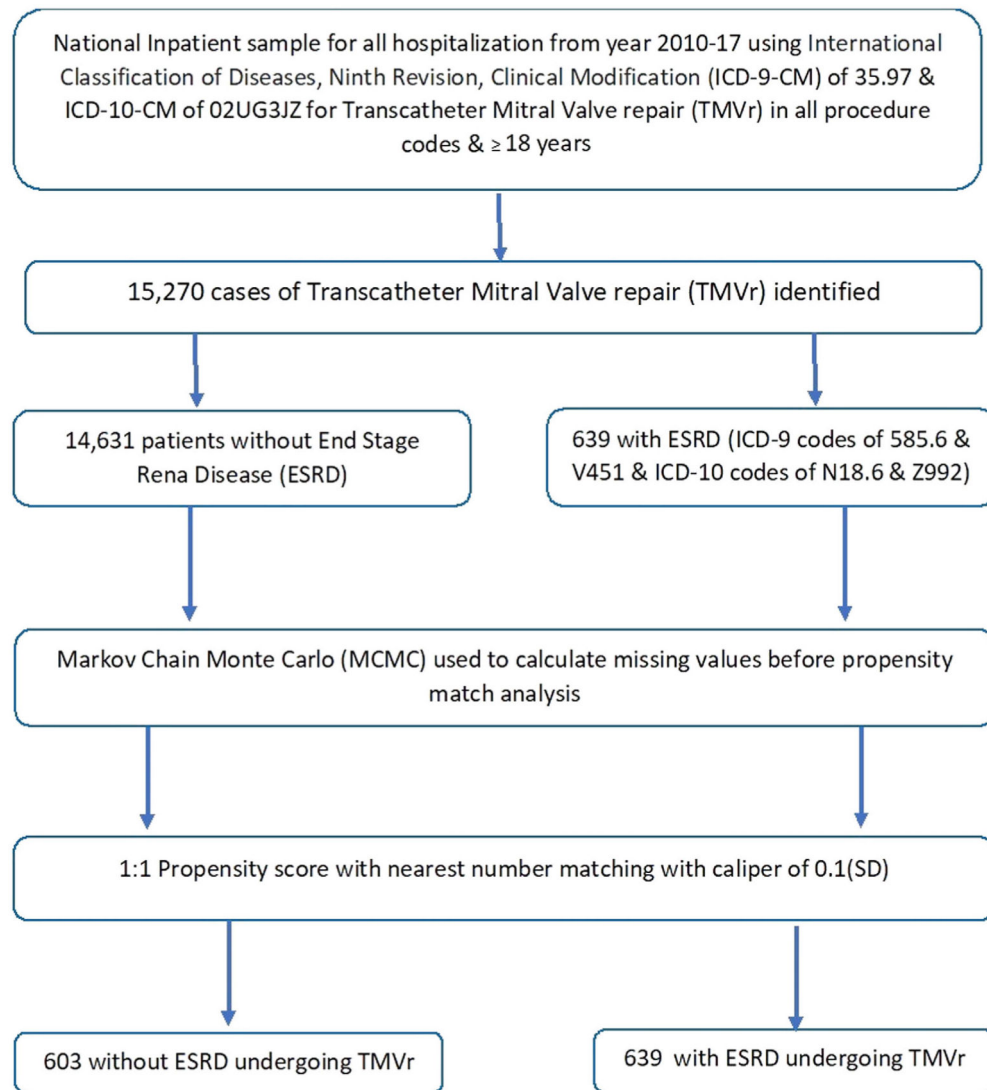 National Inpatient sample for all hospitalization from year 2010-17 using International
Classification of Diseases, Ninth Revision, Clinical Modification (ICD-9-CM) of 35.97 &
ICD-10-CM of 02UG3JZ for Transcatheter Mitral Valve repair (TMVr) in all procedure
codes & ≥ 18 years
15,270 cases of Transcatheter Mitral Valve repair (TMVr) identified
14,631 patients without End Stage
Rena Disease (ESRD)
639 with ESRD (ICD-9 codes of 585.6 &
V451 & ICD-10 codes of N18.6 & Z992)
Markov Chain Monte Carlo (MCMC) used to calculate missing values before propensity
match analysis
1:1 Propensity score with nearest number matching with caliper of 0.1(SD)
603 without ESRD undergoing TMVr
639 with ESRD undergoing TMVr